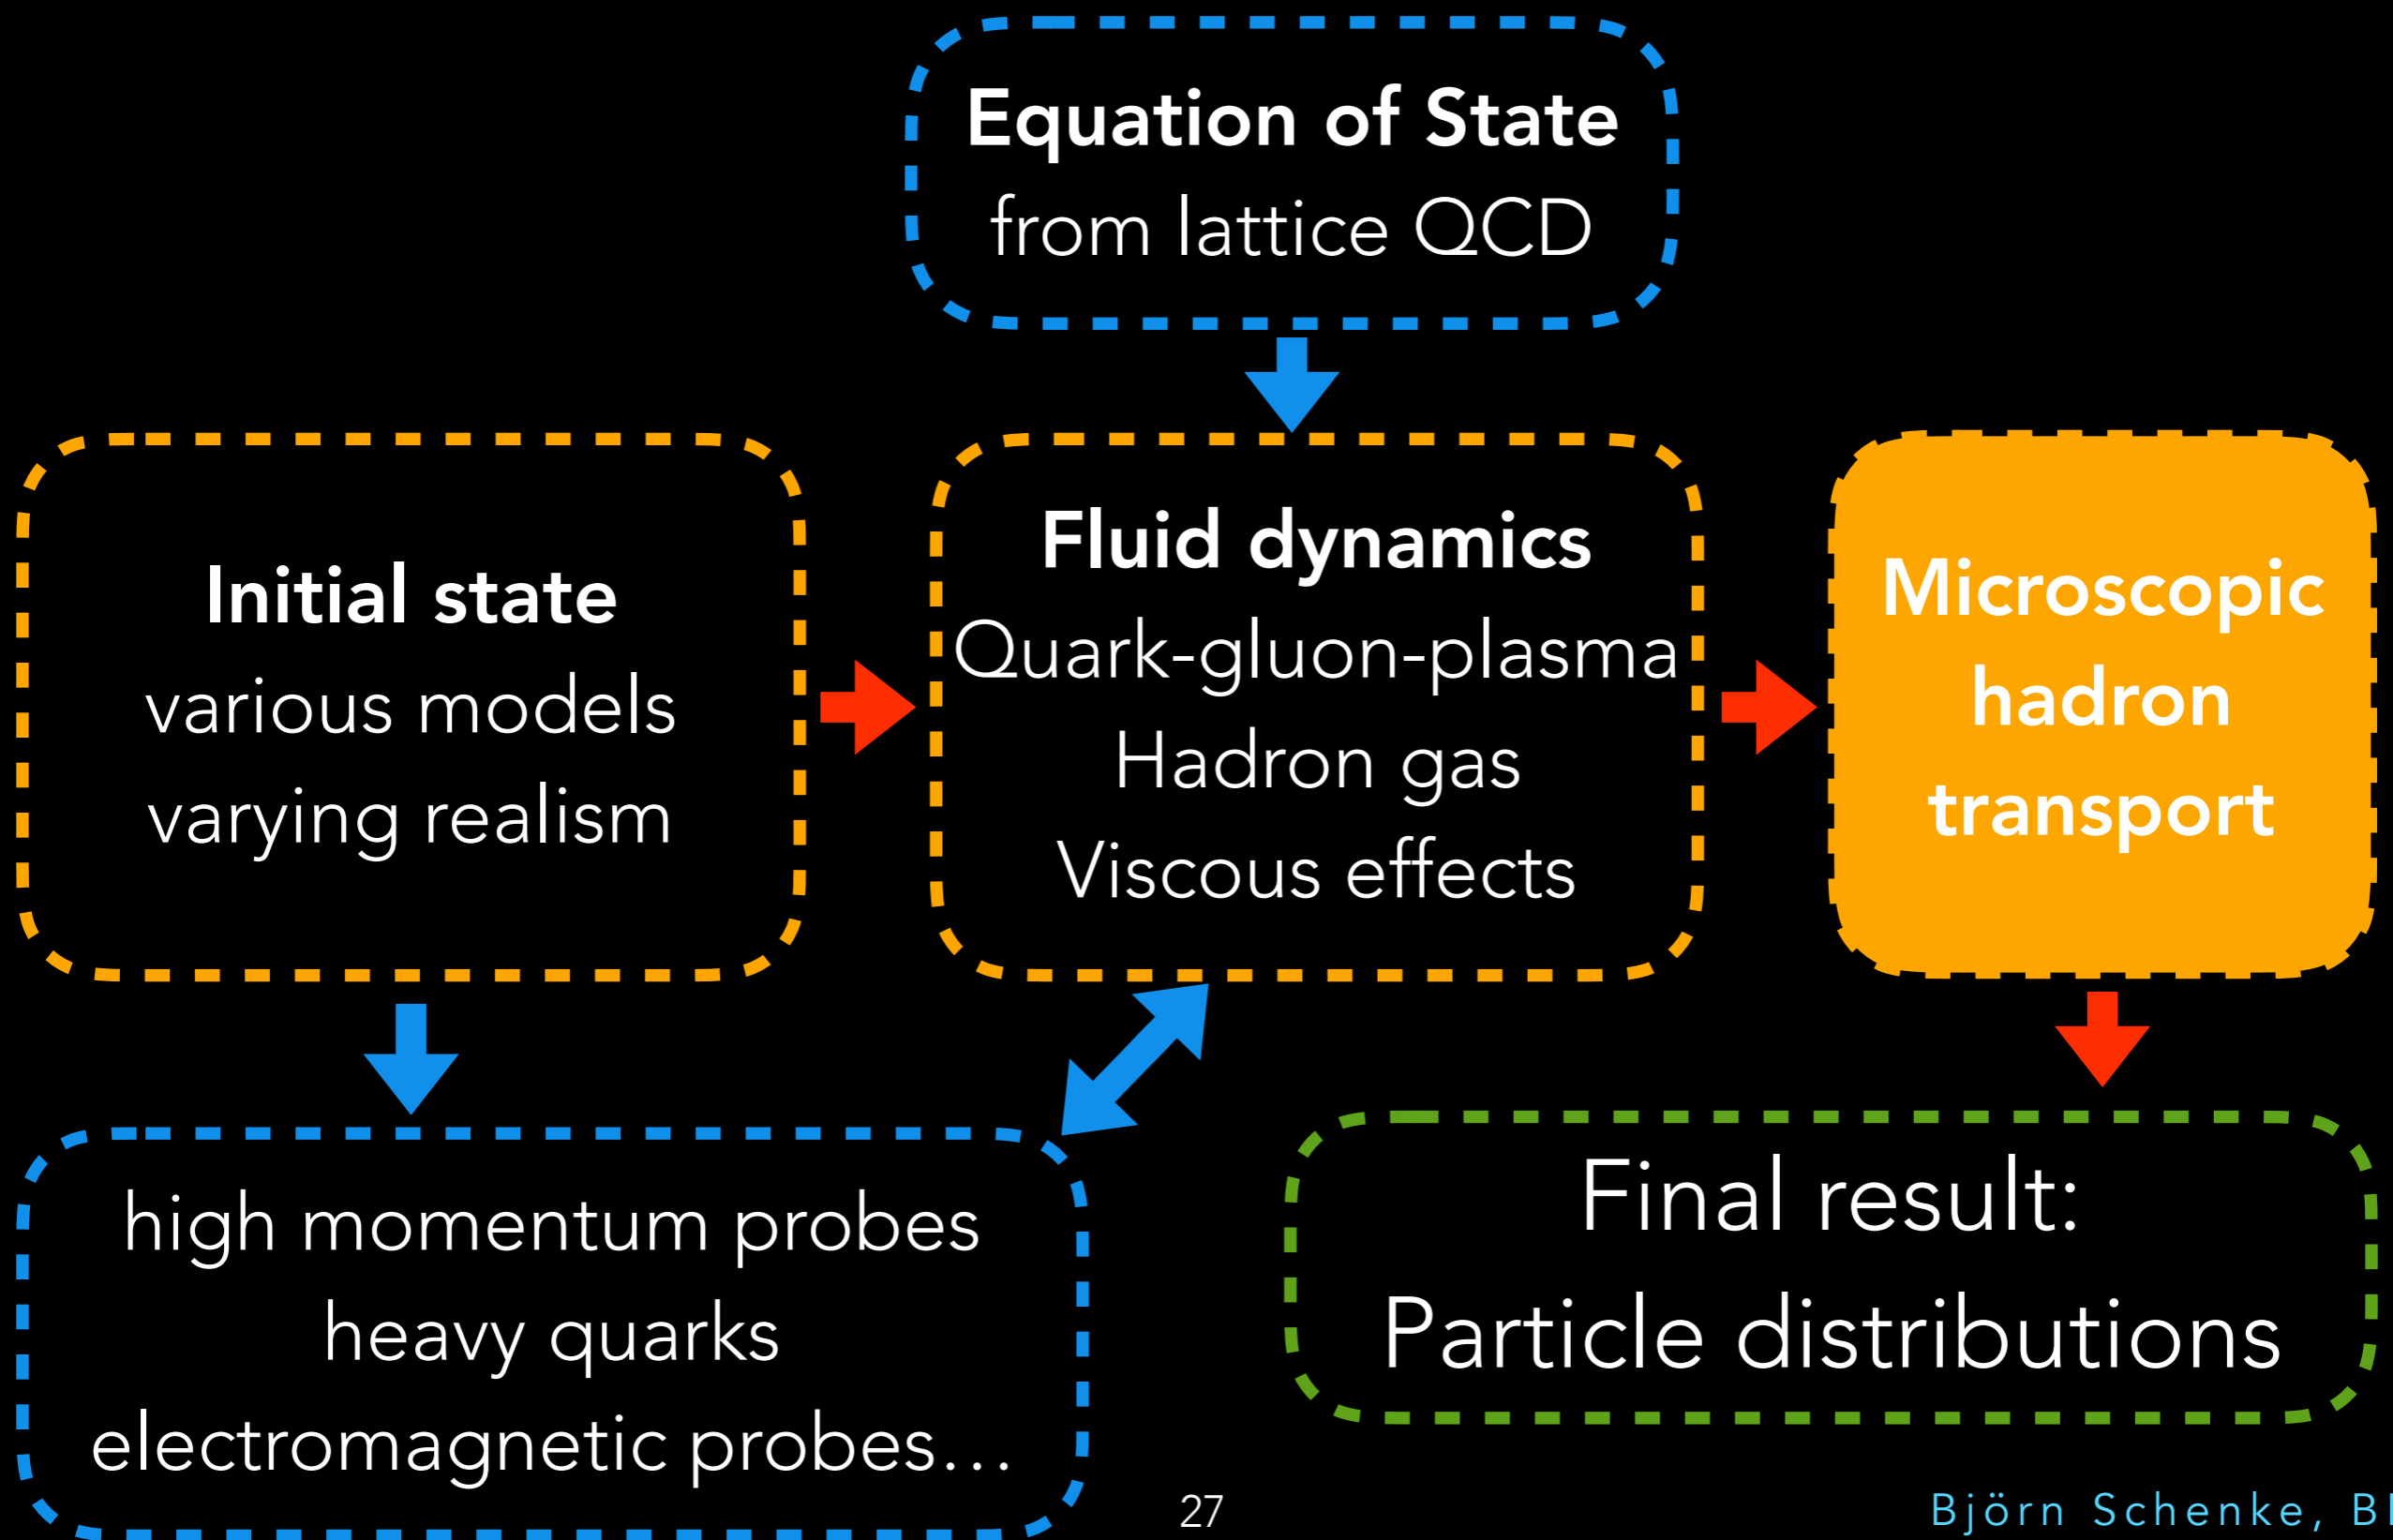 Equation of State
from lattice QCD
Initial state
various models
varying realism
Fluid dynamics
Quark-gluon-plasma
Hadron gas
Viscous effects
Microscopic
hadron
transport
high momentum probes
heavy quarks
electromagnetic probes…
Final result:
Particle distributions
27
Björn Schenke,